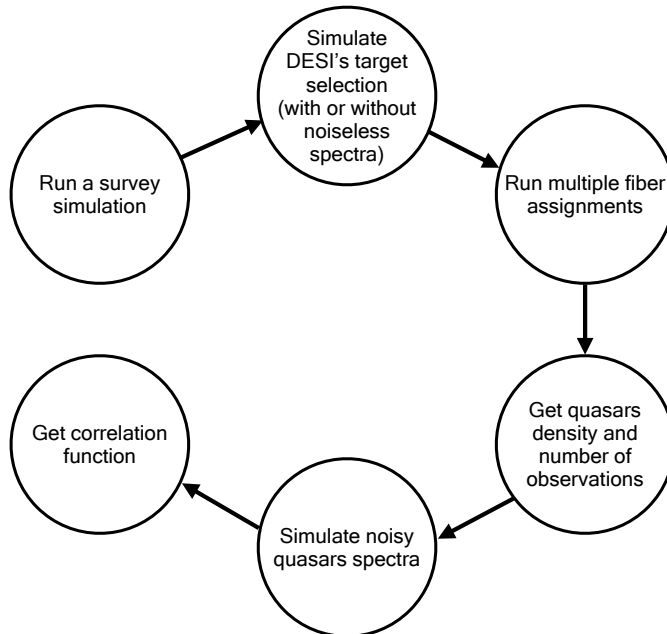 Run a survey
simulation
Simulate
DESI's target
selection
(with or without
noiseless
spectra)
Run multiple fiber
assignments
Get quasars
density and
number of
observations
Simulate noisy
quasars spectra
Get correlation
function